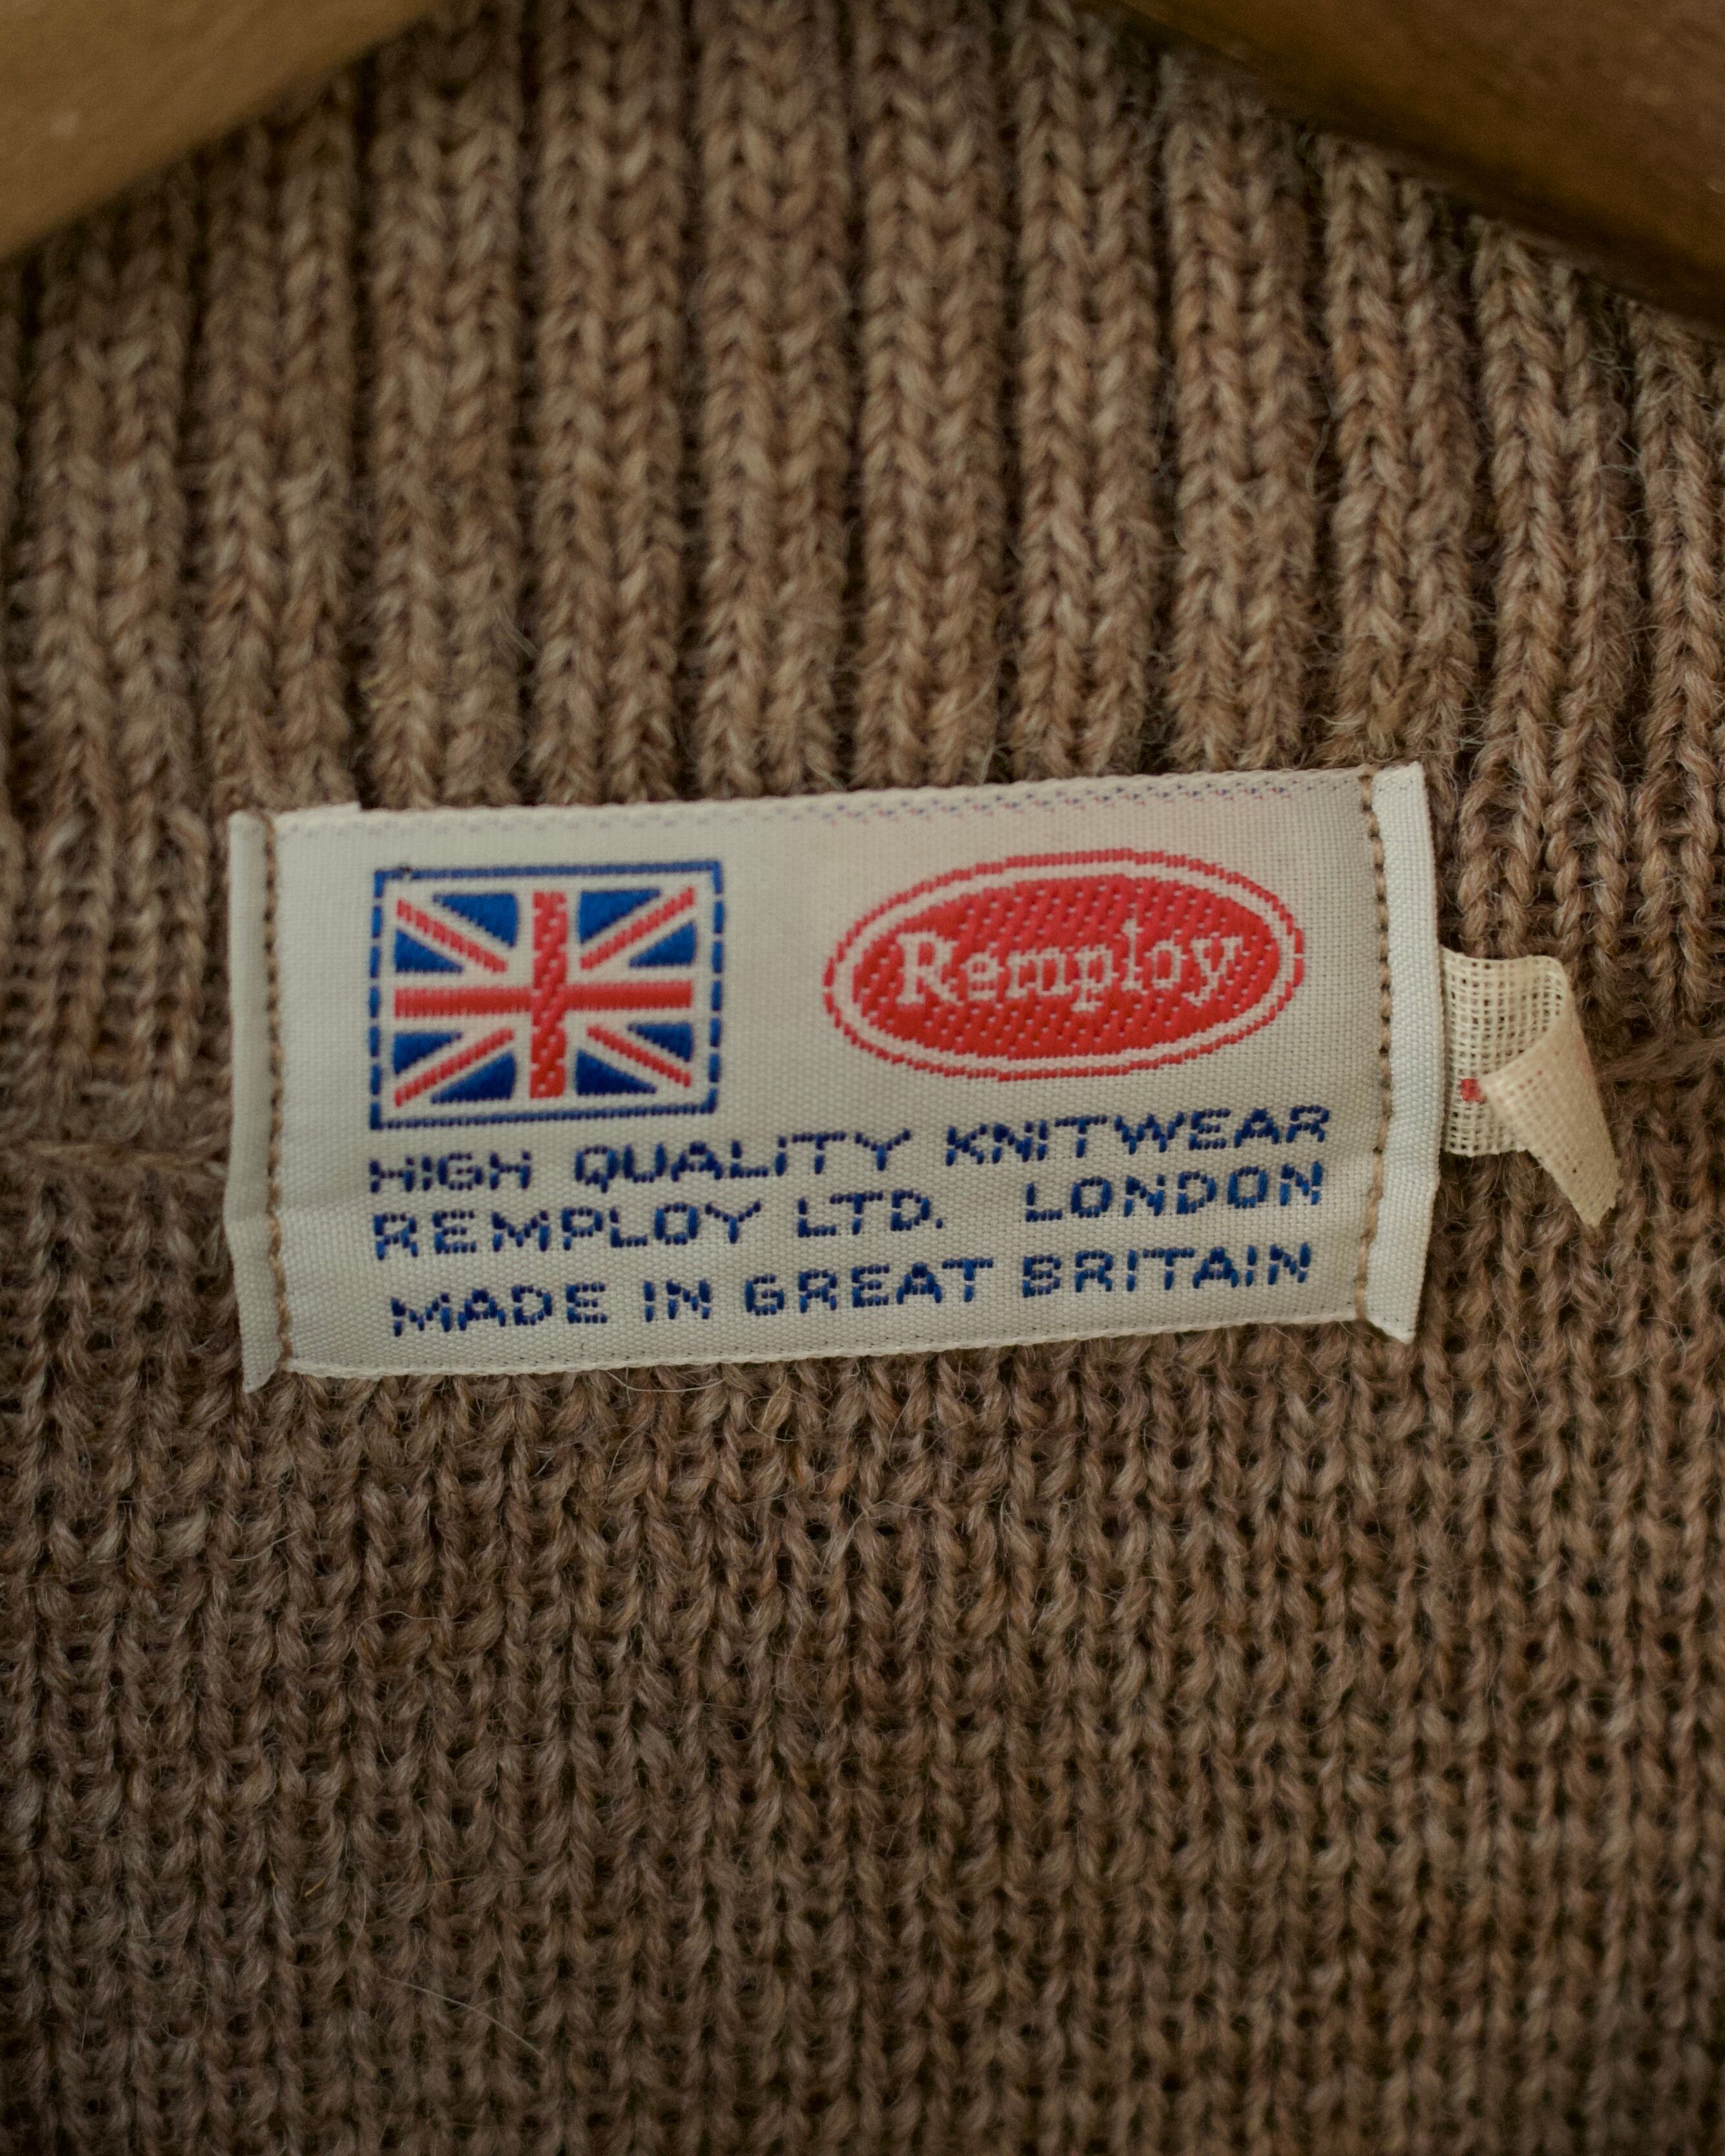 Remploy
HIGH QUALITY KNITWEAR
REMPLOY LTD. LONDON
MADE IN GREAT BRITAIN